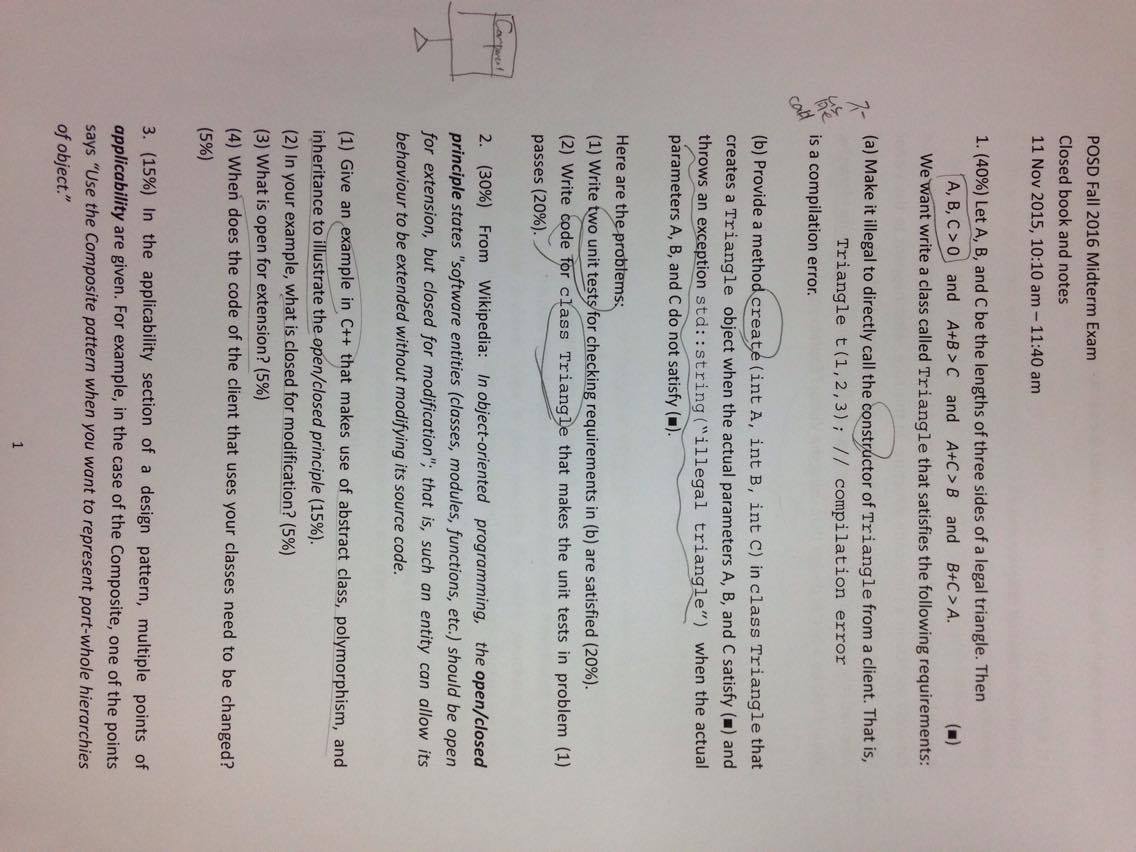 POSD Fall 2016 Midterm Exam
Closed book and notes
11 Nov 2015, 10:10 am – 11:40 am
1. (40%) Let A, B, and C be the lengths of three sides of a legal triangle. Then
A, B, C > 0 and A+B > C and A+C > B and B+C > A. (■)
We want write a class called Triangle that satisfies the following requirements:
(a) Make it illegal to directly call the constructor of Triangle from a client. That is,
Triangle t(1,2,3); // compilation error
is a compilation error.
(b) Provide a method create (int A, int B, int C) in class Triangle that
creates a Triangle object when the actual parameters A, B, and C satisfy (■) and
throws an exception std::string(“illegal triangle”) when the actual
parameters A, B, and C do not satisfy (■).
Here are the problems:
(1) Write two unit tests for checking requirements in (b) are satisfied (20%).
(2) Write code for class Triangle that makes the unit tests in problem (1)
passes (20%).
2. (30%) From Wikipedia: In object-oriented programming, the open/closed
principle states "software entities (classes, modules, functions, etc.) should be open
for extension, but closed for modification"; that is, such an entity can allow its
behaviour to be extended without modifying its source code.
(1) Give an example in C++ that makes use of abstract class, polymorphism, and
inheritance to illustrate the open/closed principle (15%).
(2) In your example, what is closed for modification? (5%)
(3) What is open for extension? (5%)
(4) When does the code of the client that uses your classes need to be changed?
(5%)
3. (15%) In the applicability section of a design pattern, multiple points of
applicability are given. For example, in the case of the Composite, one of the points
says “Use the Composite pattern when you want to represent part-whole hierarchies
of object.”
1